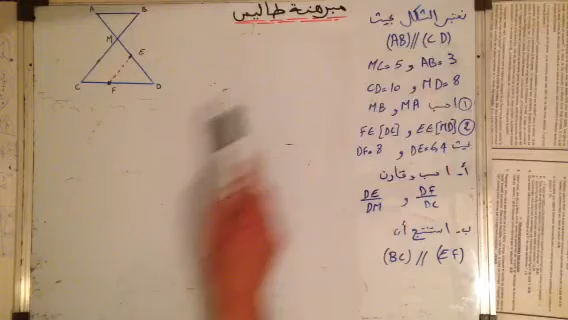 مبرهنة طاليس
نعتبر الشكل بحيث
(AB)//(CD)
MC=5 و AB=3
CD=10 و MD=8
① احسب MA و MB
② E∈[MD] و F∈[DC]
بحيث DE=6,4 و DF=8
أ- احسب وقارن
DF/DC و DE/DM
ب- استنتج أن
(BC) // (EF)
A B
M
E
C F D